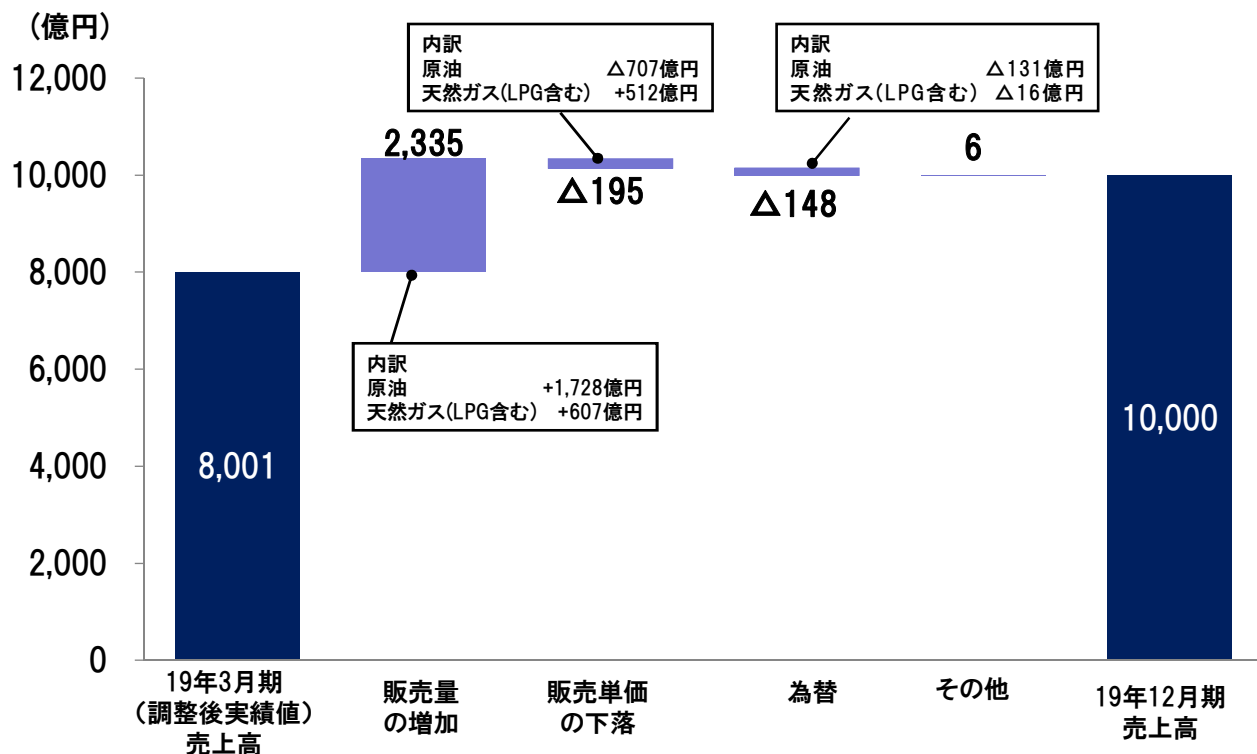 (億円)
内訳
原油 △707億円
天然ガス(LPG含む) +512億円
内訳
原油 △131億円
天然ガス(LPG含む) △16億円
12,000
10,000
8,000
6,000
4,000
2,000
0
2,335
△195
△148
6
内訳
原油 +1,728億円
天然ガス(LPG含む) +607億円
8,001
10,000
19年3月期
(調整後実績値)
売上高
販売量
の増加
販売単価
の下落
為替
その他
19年12月期
売上高